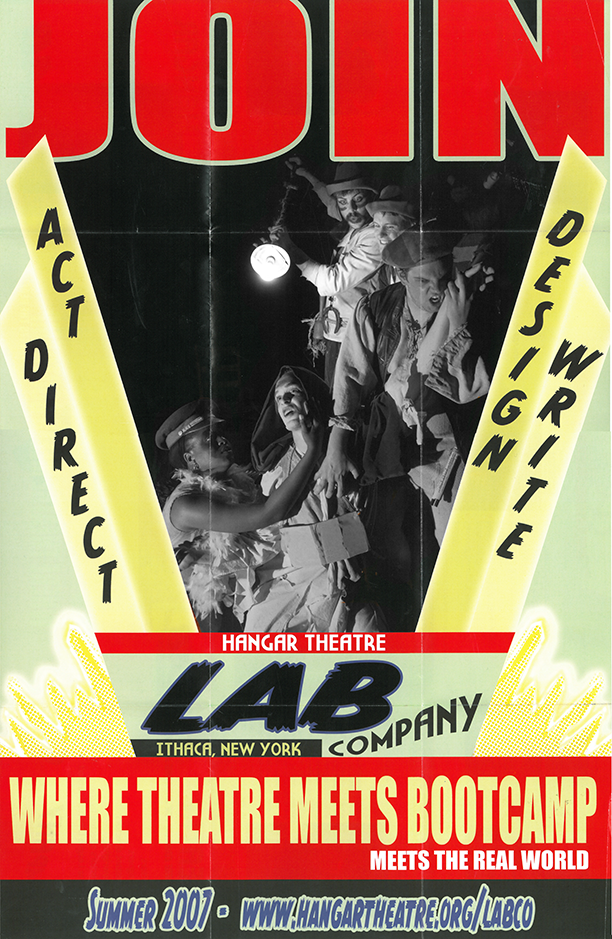 JOIN
ACT
DIRECT
DESIGN
WRITE
HANGAR THEATRE
LAB
COMPANY
ITHACA, NEW YORK
WHERE THEATRE MEETS BOOTCAMP
MEETS THE REAL WORLD
SUMMER 2007 - WWW.HANGARTHEATRE.ORG/LABCO